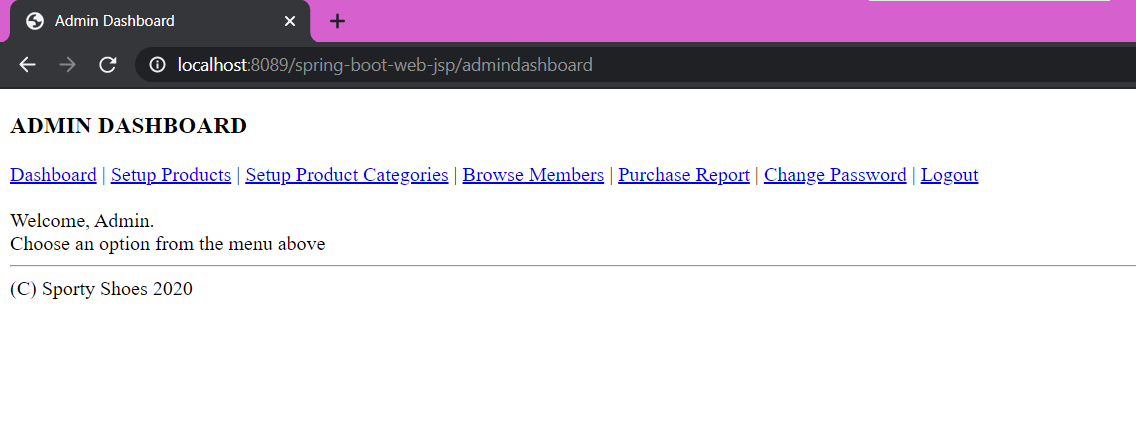 Admin Dashboard
localhost:8089/spring-boot-web-jsp/admindashboard
ADMIN DASHBOARD
Dashboard | Setup Products | Setup Product Categories | Browse Members | Purchase Report | Change Password | Logout
Welcome, Admin.
Choose an option from the menu above
(C) Sporty Shoes 2020